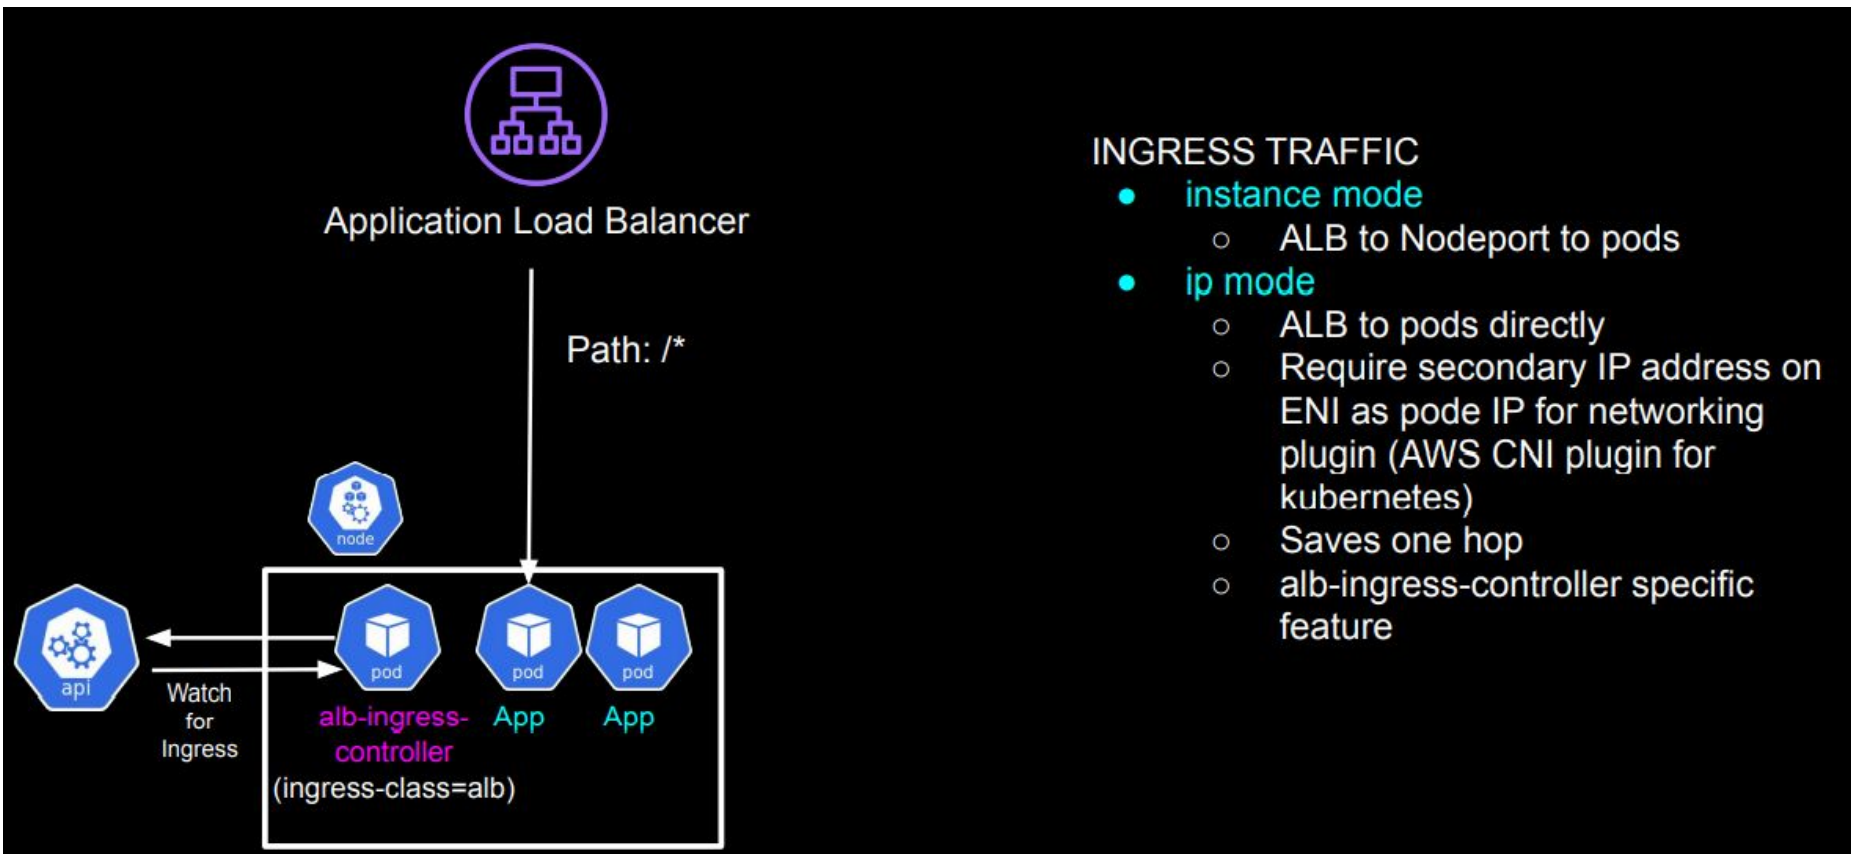 Application Load Balancer
Path: /*
node
api
Watch
for
Ingress
pod
pod
pod
alb-ingress-
controller
(ingress-class=alb)
App
App
INGRESS TRAFFIC
● instance mode
○ ALB to Nodeport to pods
● ip mode
○ ALB to pods directly
○ Require secondary IP address on
ENI as pode IP for networking
plugin (AWS CNI plugin for
kubernetes)
○ Saves one hop
○ alb-ingress-controller specific
feature